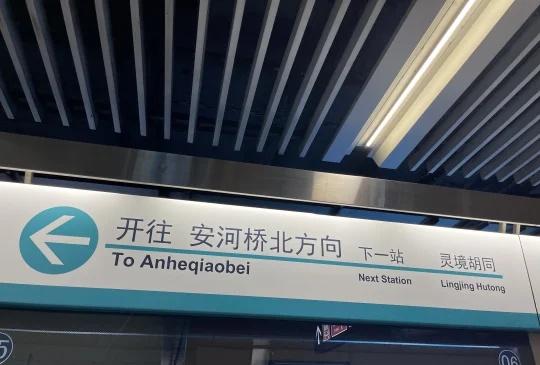 开往 安河桥北方向 下一站 灵境胡同
To Anheqiaobei Next Station Lingjing Hutong
06